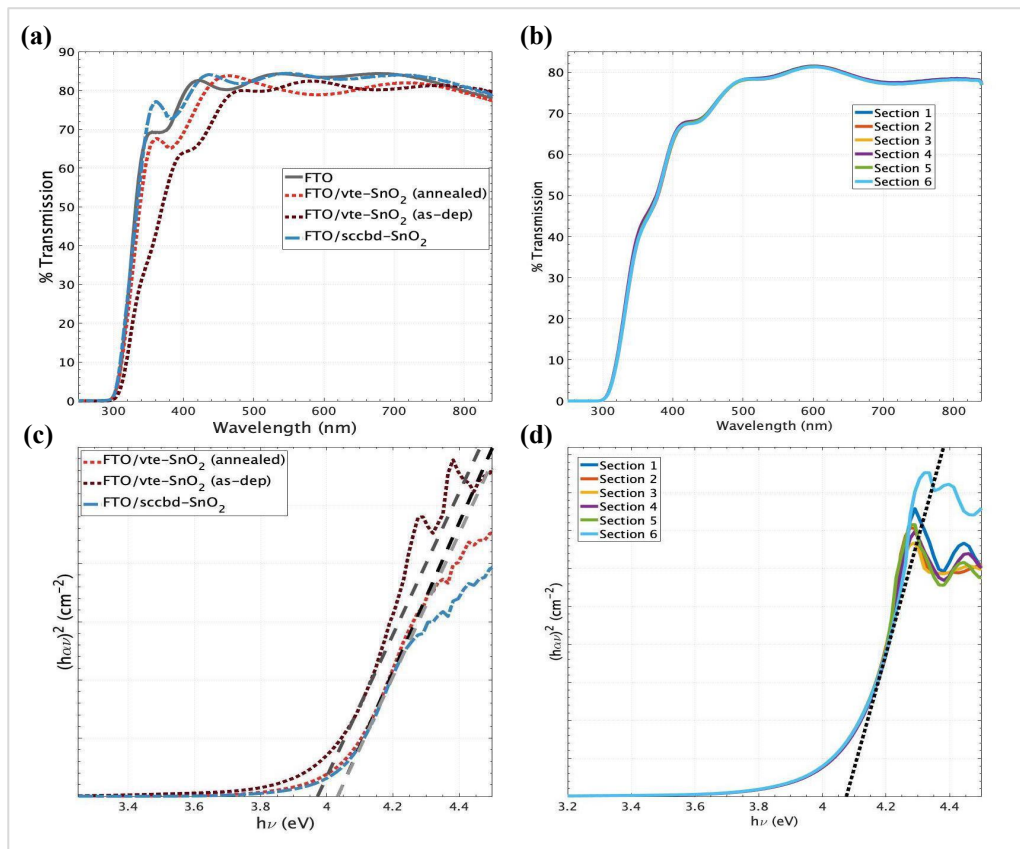 (a)
90
80
70
60
50
40
30
20
10
0
% Transmission
300
400
500
600
700
800
Wavelength (nm)
FTO
FTO/vte-SnO₂ (annealed)
FTO/vte-SnO₂ (as-dep)
FTO/sccbd-SnO₂
(b)
80
70
60
50
40
30
20
10
0
% Transmission
300
400
500
600
700
800
Wavelength (nm)
Section 1
Section 2
Section 3
Section 4
Section 5
Section 6
(c)
FTO/vte-SnO₂ (annealed)
FTO/vte-SnO₂ (as-dep)
FTO/sccbd-SnO₂
(hαν)² (cm⁻²)
3.4
3.6
3.8
4
4.2
4.4
hν (eV)
(d)
Section 1
Section 2
Section 3
Section 4
Section 5
Section 6
(hαν)² (cm⁻²)
3.2
3.4
3.6
3.8
4
4.2
4.4
hν (eV)